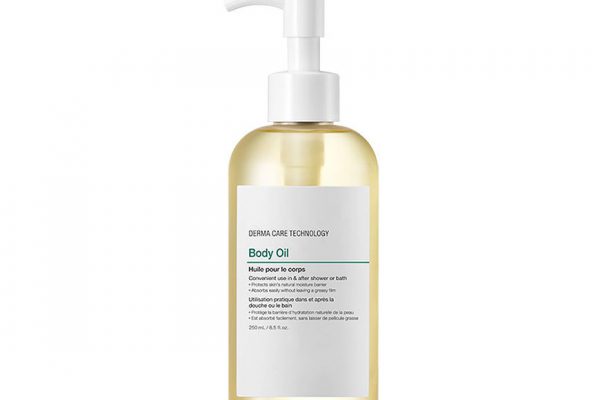 DERMA CARE TECHNOLOGY
Body Oil
Huile pour le corps
Convenient use in & after shower or bath
• Protects skin's natural moisture barrier
• Absorbs easily without leaving a greasy film
Utilisation pratique dans et après la
douche ou le bain
• Protège la barrière d'hydratation naturelle de la peau
• Est absorbé facilement, sans laisser de pellicule grasse
250 mL / 8.5 fl. oz.